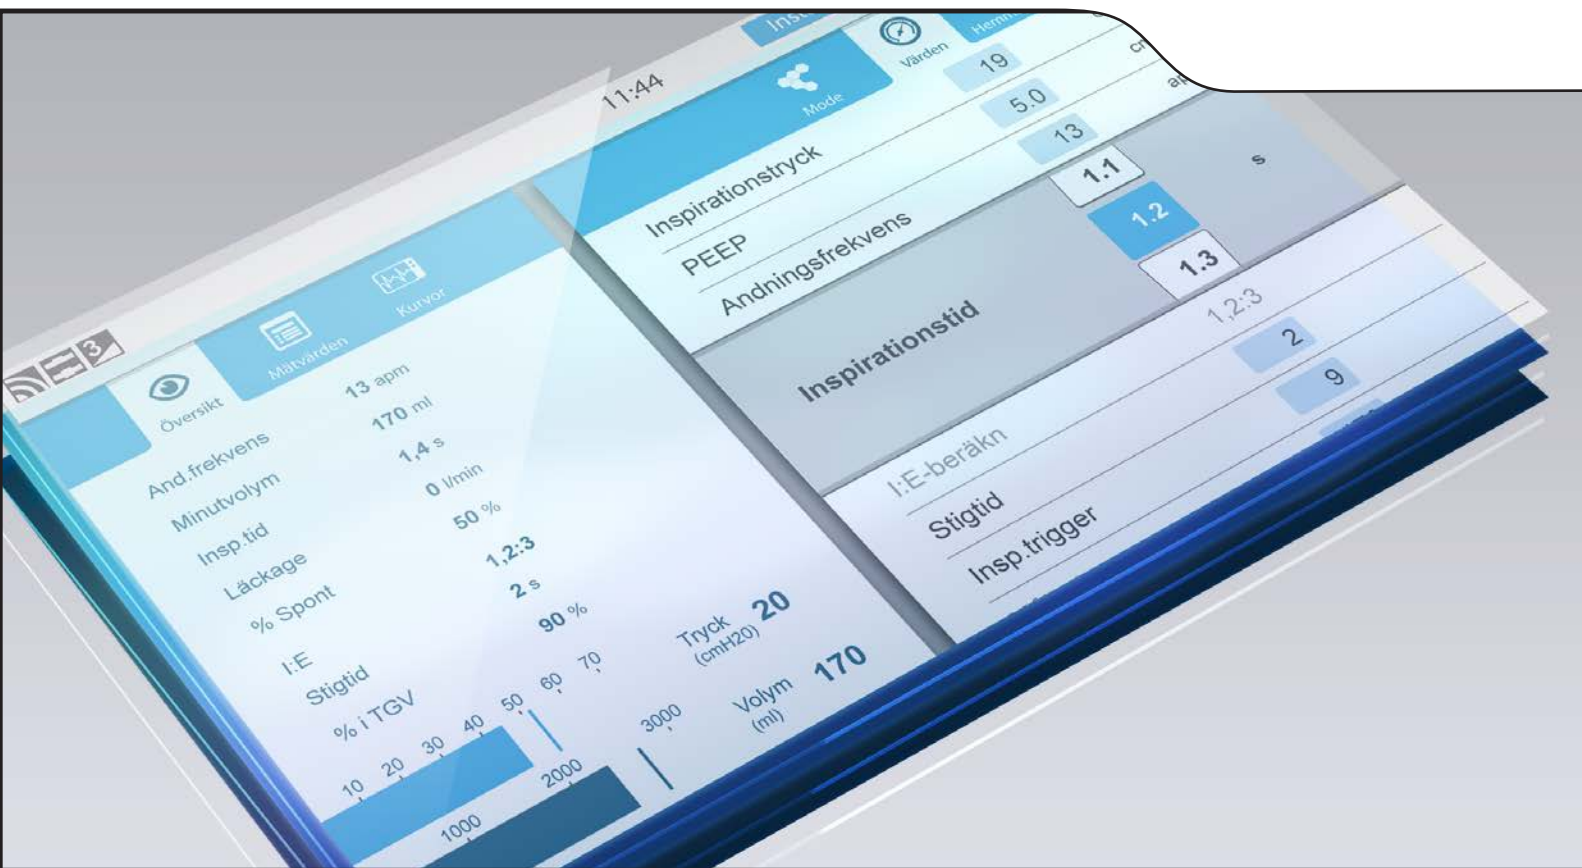 11:44
3
Översikt
Mätvärden
Kurvor
And.frekvens 13 apm
Minutvolym 170 ml
Insp.tid 1,4 s
Läckage 0 l/min
% Spont 50 %
I:E 1,2:3
Stigtid 2 s
% i TGV 90 %
10 20 30 40 50 60 70
Tryck 20
(cmH20)
1000 2000 3000
Volym 170
(ml)
Mode
Värden
Inspirationstryck 19
PEEP 5.0
Andningsfrekvens 13
1.1
Inspirationstid 1.2 s
1.3
I:E-beräkn 1,2:3
Stigtid 2
Insp.trigger 9